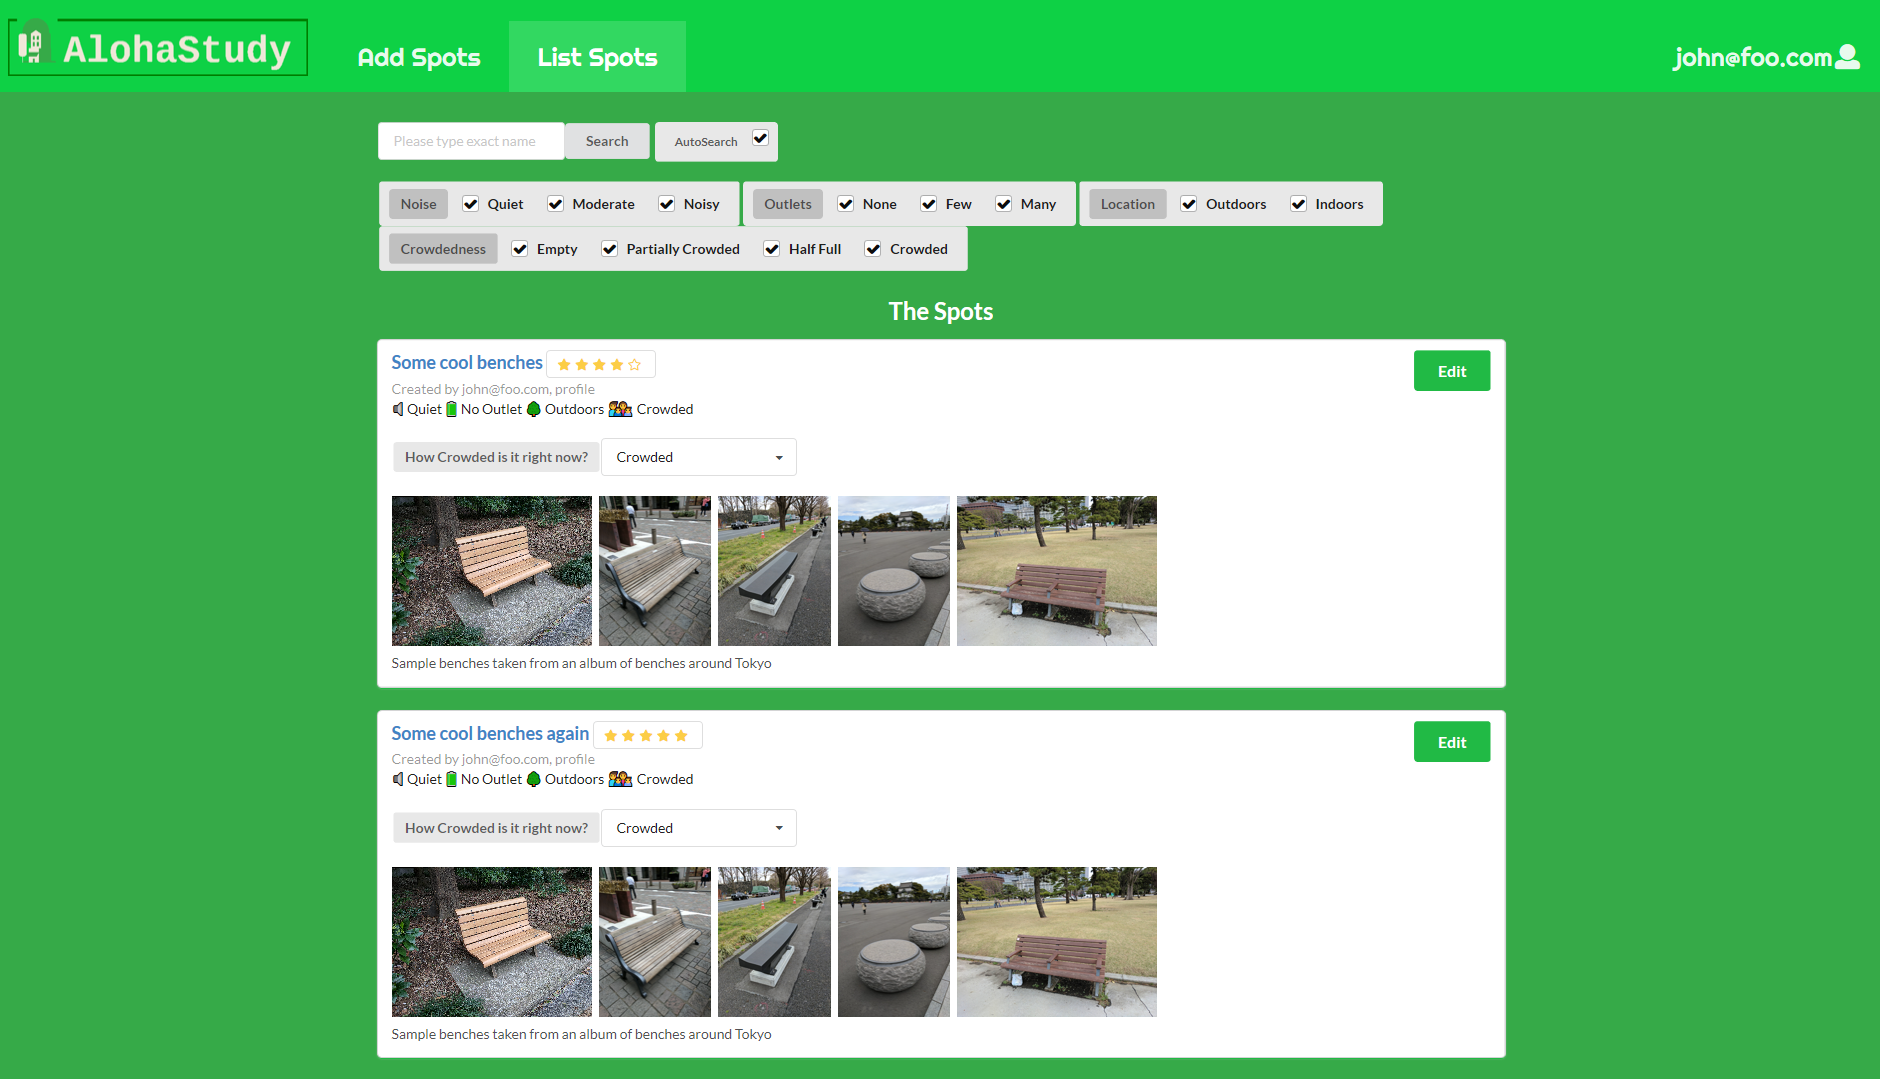 AlohaStudy Add Spots List Spots john@foo.com
Please type exact name Search AutoSearch
Noise Quiet Moderate Noisy Outlets None Few Many Location Outdoors Indoors
Crowdedness Empty Partially Crowded Half Full Crowded
The Spots
Some cool benches Edit
Created by john@foo.com, profile
Quiet No Outlet Outdoors Crowded
How Crowded is it right now? Crowded
Sample benches taken from an album of benches around Tokyo
Some cool benches again Edit
Created by john@foo.com, profile
Quiet No Outlet Outdoors Crowded
How Crowded is it right now? Crowded
Sample benches taken from an album of benches around Tokyo